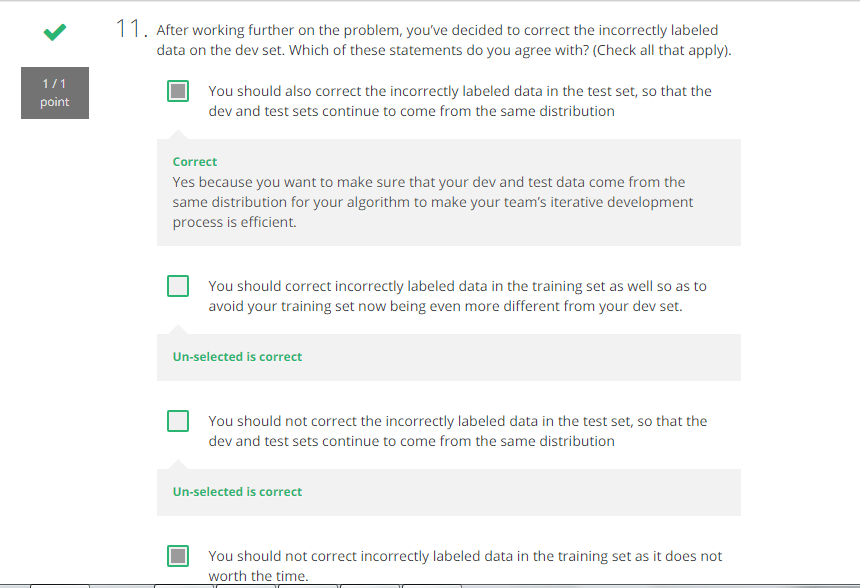 11. After working further on the problem, you've decided to correct the incorrectly labeled
data on the dev set. Which of these statements do you agree with? (Check all that apply).
1 / 1
point
You should also correct the incorrectly labeled data in the test set, so that the
dev and test sets continue to come from the same distribution
Correct
Yes because you want to make sure that your dev and test data come from the
same distribution for your algorithm to make your team's iterative development
process is efficient.
You should correct incorrectly labeled data in the training set as well so as to
avoid your training set now being even more different from your dev set.
Un-selected is correct
You should not correct the incorrectly labeled data in the test set, so that the
dev and test sets continue to come from the same distribution
Un-selected is correct
You should not correct incorrectly labeled data in the training set as it does not
worth the time.